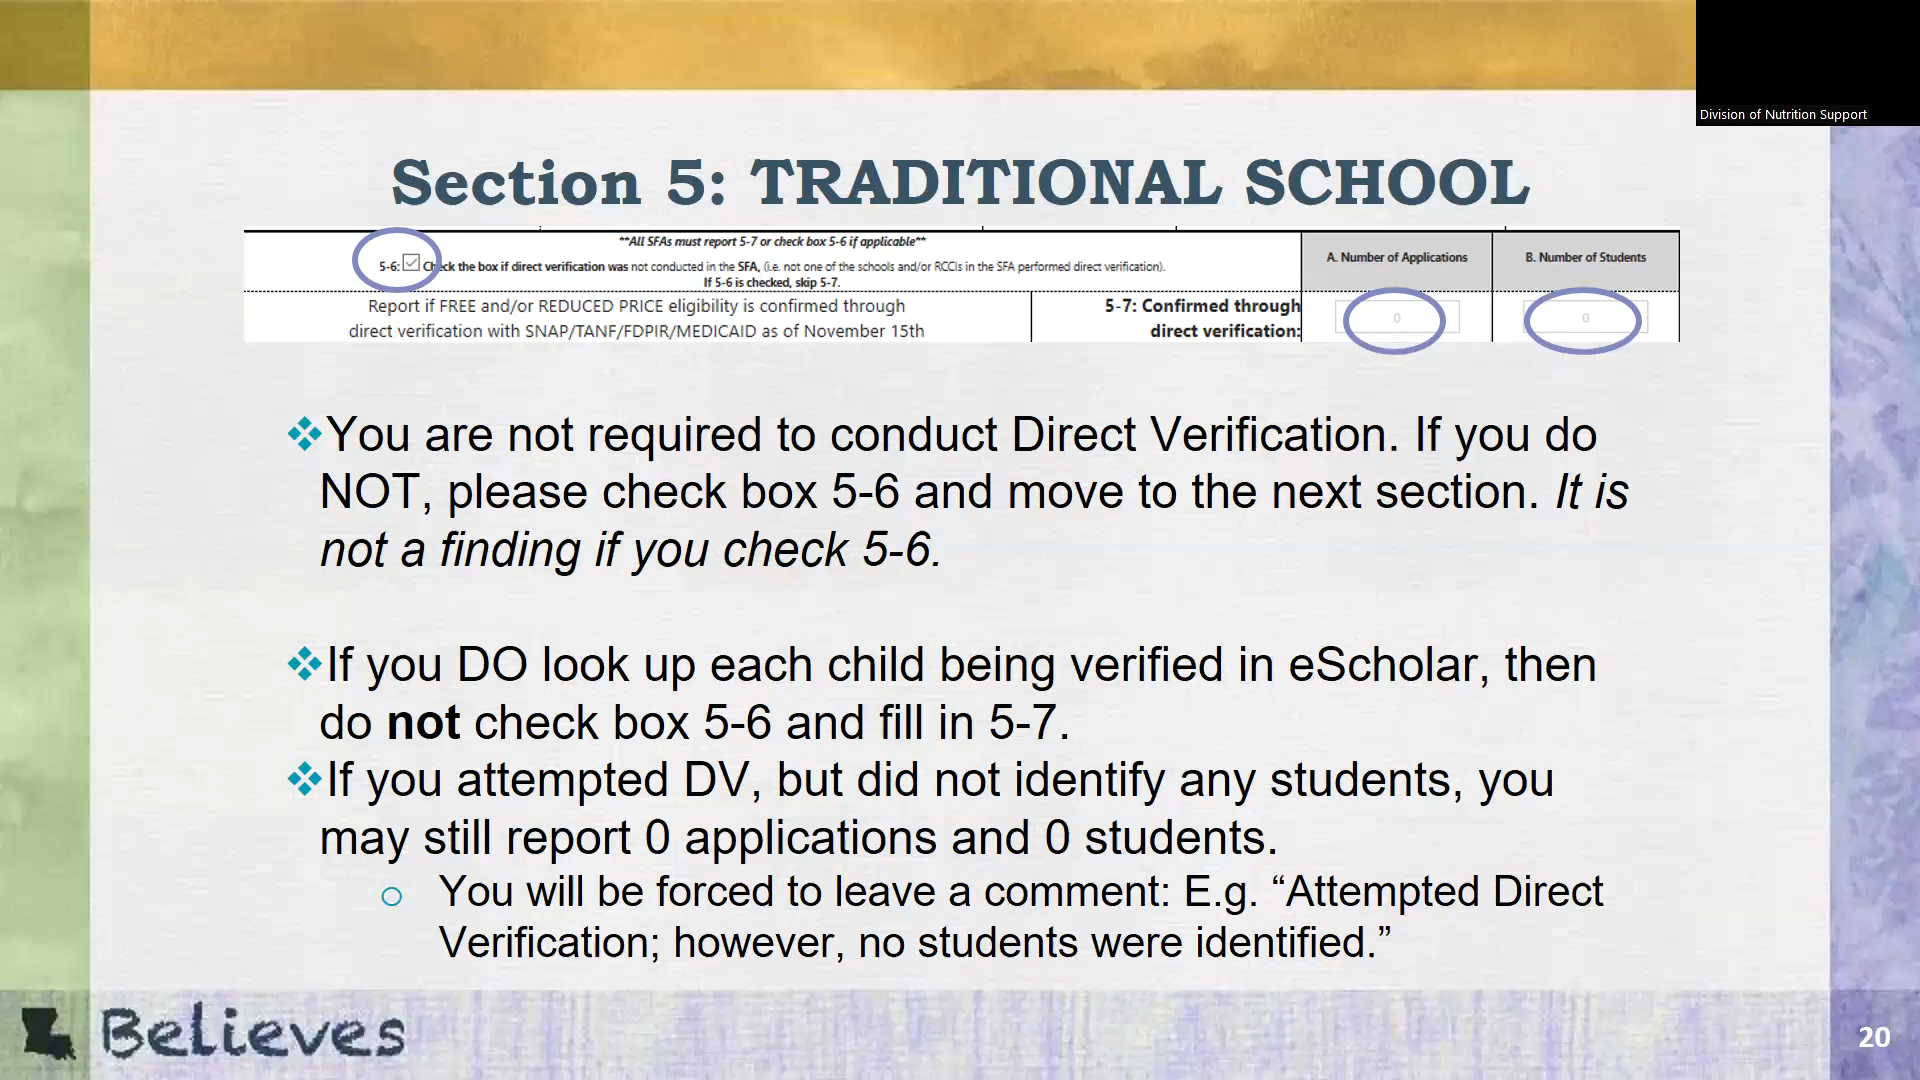 Division of Nutrition Support
Section 5: TRADITIONAL SCHOOL
**All SFAs must report 5-7 or check box 5-6 if applicable**
5-6: Check the box if direct verification was not conducted in the SFA, (i.e. not one of the schools and/or RCCIs in the SFA performed direct verification).
If 5-6 is checked, skip 5-7.
A. Number of Applications
B. Number of Students
Report if FREE and/or REDUCED PRICE eligibility is confirmed through
direct verification with SNAP/TANF/FDPIR/MEDICAID as of November 15th
5-7: Confirmed through
direct verification:
0
0
You are not required to conduct Direct Verification. If you do
NOT, please check box 5-6 and move to the next section. It is
not a finding if you check 5-6.
If you DO look up each child being verified in eScholar, then
do not check box 5-6 and fill in 5-7.
If you attempted DV, but did not identify any students, you
may still report 0 applications and 0 students.
You will be forced to leave a comment: E.g. “Attempted Direct
Verification; however, no students were identified.”
Believes
20